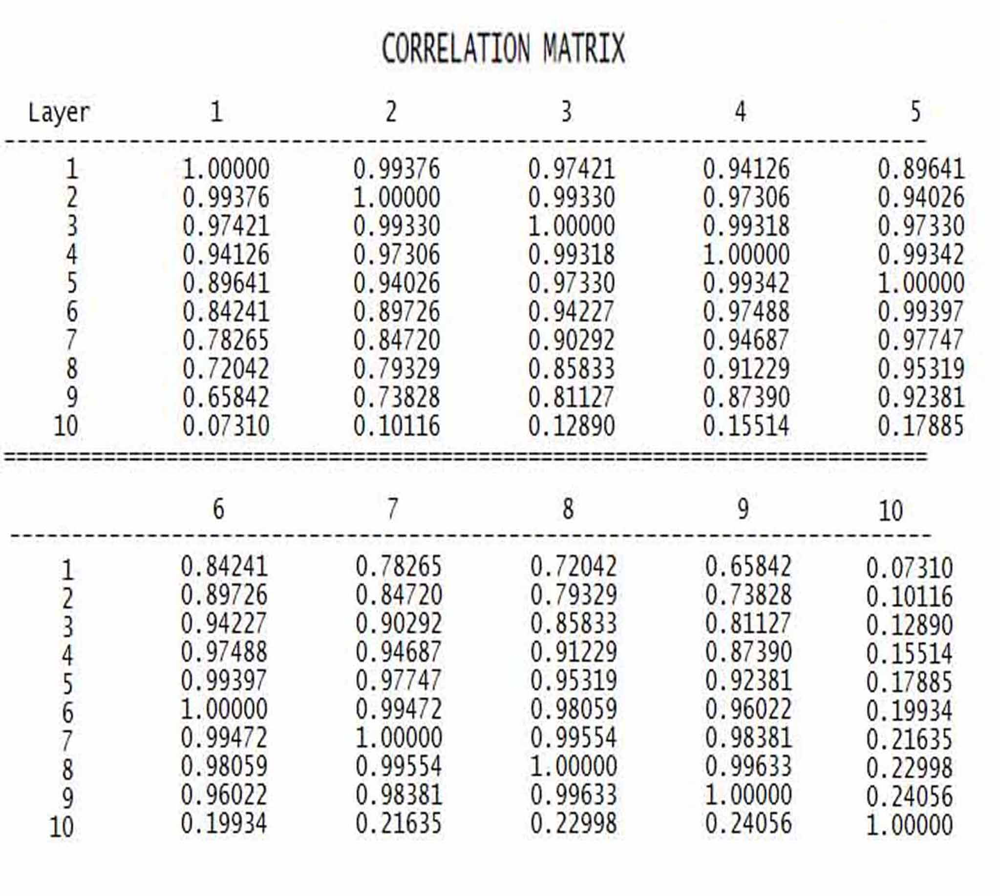 CORRELATION MATRIX
Layer 1 2 3 4 5
--------------------------------------------------------------------------
1 1.00000 0.99376 0.97421 0.94126 0.89641
2 0.99376 1.00000 0.99330 0.97306 0.94026
3 0.97421 0.99330 1.00000 0.99318 0.97330
4 0.94126 0.97306 0.99318 1.00000 0.99342
5 0.89641 0.94026 0.97330 0.99342 1.00000
6 0.84241 0.89726 0.94227 0.97488 0.99397
7 0.78265 0.84720 0.90292 0.94687 0.97747
8 0.72042 0.79329 0.85833 0.91229 0.95319
9 0.65842 0.73828 0.81127 0.87390 0.92381
10 0.07310 0.10116 0.12890 0.15514 0.17885
==========================================================================
6 7 8 9 10
--------------------------------------------------------------------------
1 0.84241 0.78265 0.72042 0.65842 0.07310
2 0.89726 0.84720 0.79329 0.73828 0.10116
3 0.94227 0.90292 0.85833 0.81127 0.12890
4 0.97488 0.94687 0.91229 0.87390 0.15514
5 0.99397 0.97747 0.95319 0.92381 0.17885
6 1.00000 0.99472 0.98059 0.96022 0.19934
7 0.99472 1.00000 0.99554 0.98381 0.21635
8 0.98059 0.99554 1.00000 0.99633 0.22998
9 0.96022 0.98381 0.99633 1.00000 0.24056
10 0.19934 0.21635 0.22998 0.24056 1.00000